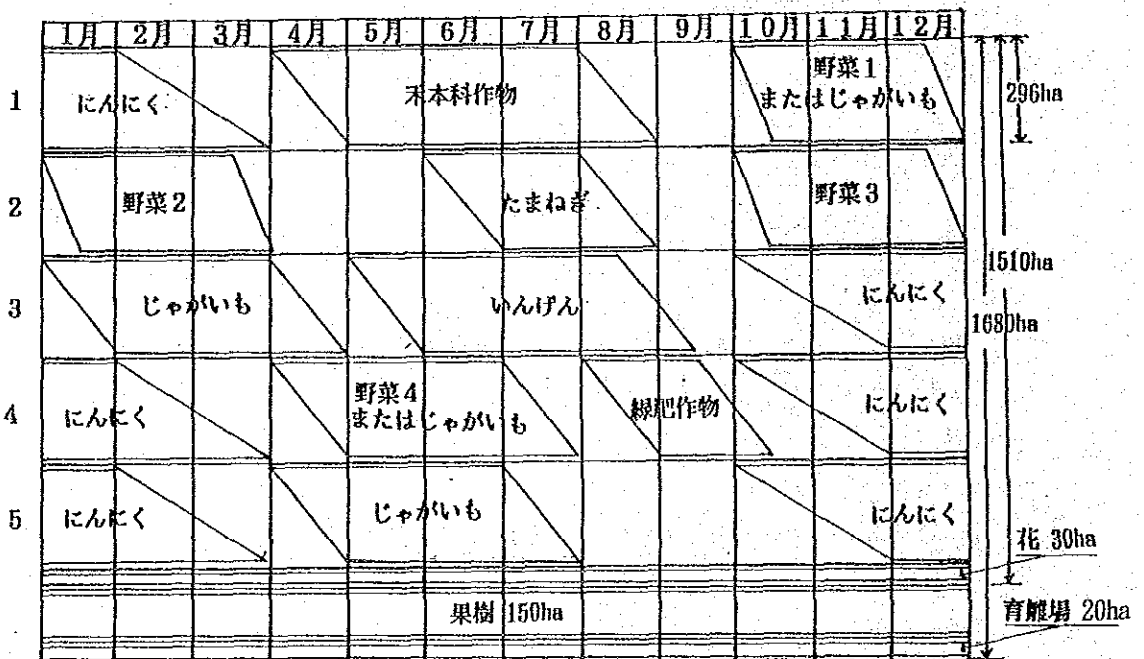 1月 2月 3月 4月 5月 6月 7月 8月 9月 10月 11月 12月
1 にんにく 禾本科作物 野菜1
またはじゃがいも
296ha
2 野菜2 たまねぎ 野菜3
1510ha
3 じゃがいも いんげん にんにく
1680ha
4 にんにく 野菜4
またはじゃがいも 緑肥作物 にんにく
5 にんにく じゃがいも にんにく
花 30ha
果樹 150ha
育雛場 20ha